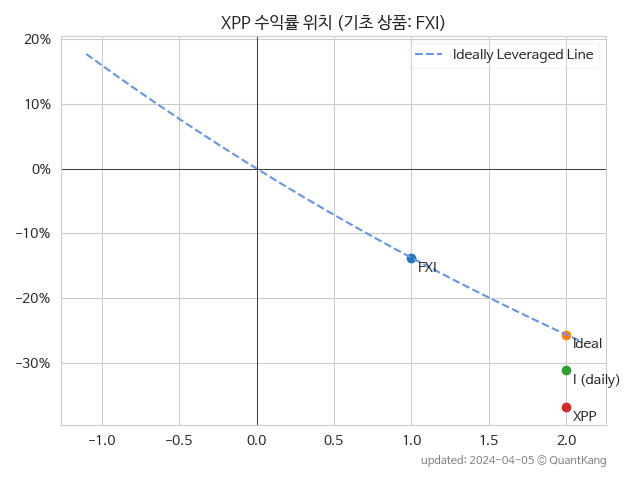 XPP 수익률 위치 (기초 상품: FXI)
20%
10%
0%
−10%
−20%
−30%
Ideally Leveraged Line
FXI
Ideal
I (daily)
XPP
−1.0 −0.5 0.0 0.5 1.0 1.5 2.0
updated: 2024-04-05 © QuantKang